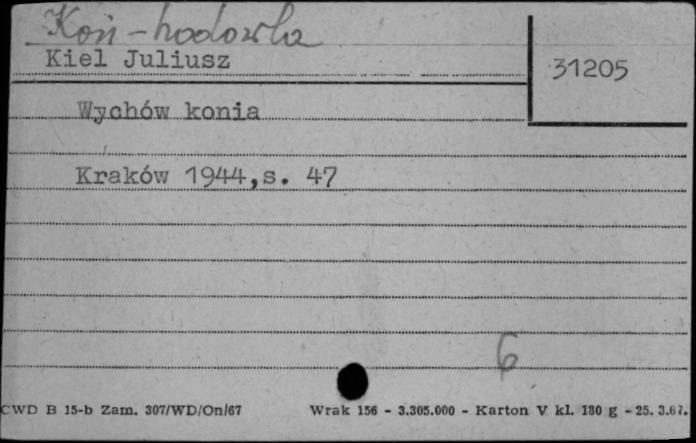 Koń - hodowla
Kiel Juliusz
31205
Wychów konia
Kraków 1944,s. 47
6
CWD B 15-b Zam. 307/WD/On/67 Wrak 156 - 3.305.000 - Karton V kl. 180 g - 25. 3.67.